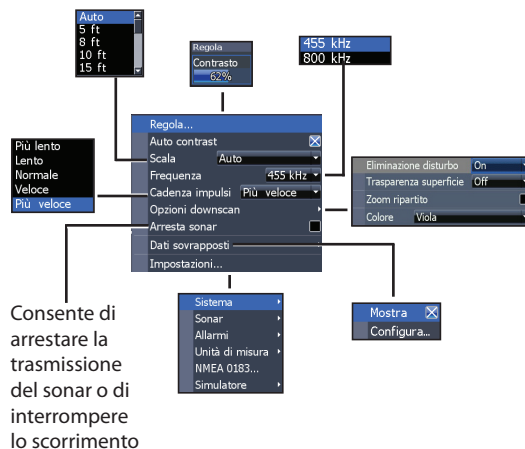 Auto
5 ft
8 ft
10 ft
15 ft
Regola
Contrasto
62%
455 kHz
800 kHz
Più lento
Lento
Normale
Veloce
Più veloce
Regola...
Auto contrast
Scala Auto
Frequenza 455 kHz
Cadenza impulsi Più veloce
Opzioni downscan
Arresta sonar
Dati sovrapposti
Impostazioni...
Eliminazione disturbo On
Trasparenza superficie Off
Zoom ripartito
Colore Viola
Consente di
arrestare la
trasmissione
del sonar o di
interrompere
lo scorrimento
Sistema
Sonar
Allarmi
Unità di misura
NMEA 0183...
Simulatore
Mostra
Configura...